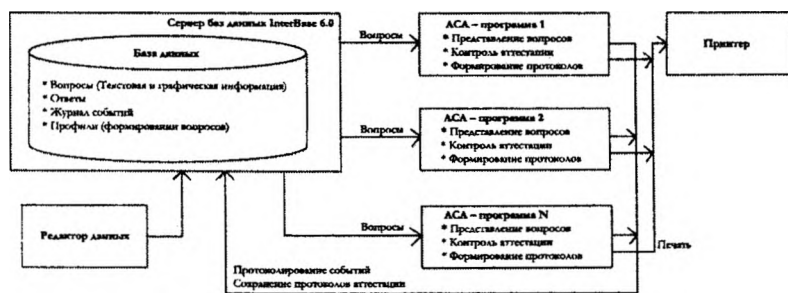 Сервер баз данных InterBase 6.0
База данных
* Вопросы (Текстовая и графическая информация)
* Ответы
* Журнал событий
* Профили (формировании вопросов)
Редактор данных
Вопросы
АСА – программа 1
* Представление вопросов
* Контроль аттестации
* Формирование протоколов
Вопросы
АСА – программа 2
* Представление вопросов
* Контроль аттестации
* Формирование протоколов
Вопросы
АСА – программа N
* Представление вопросов
* Контроль аттестации
* Формирование протоколов
Принтер
Печать
Протоколирование событий
Сохранение протоколов аттестации